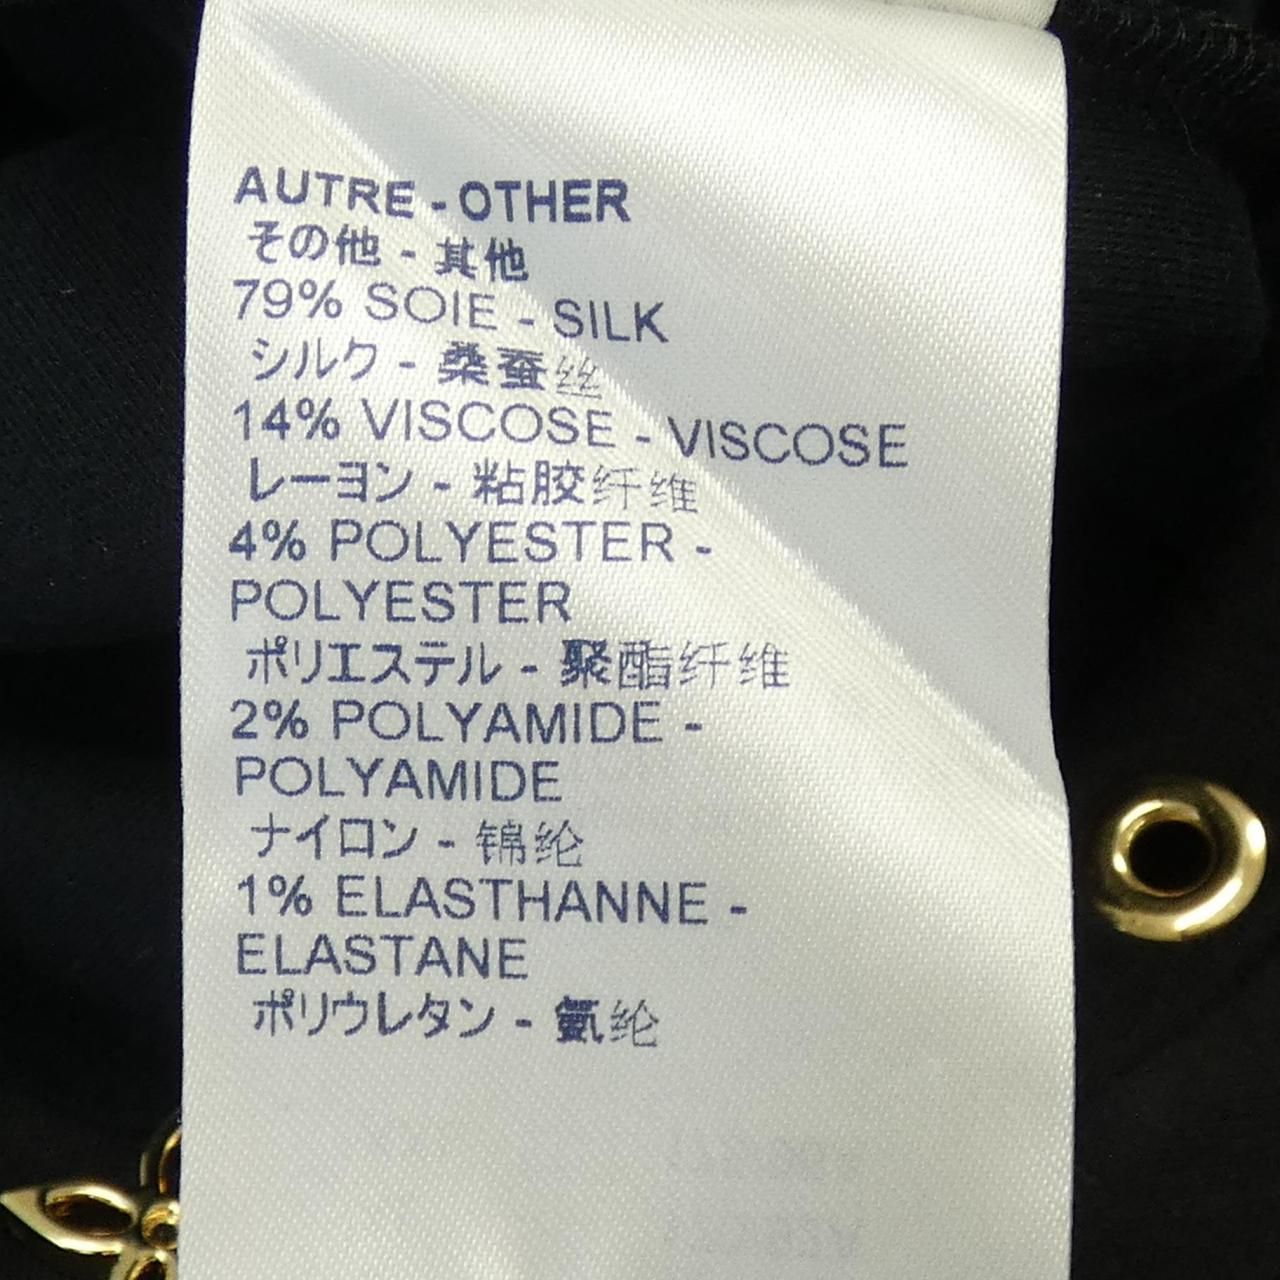 AUTRE - OTHER
その他 - 其他
79% SOIE - SILK
シルク - 桑蚕丝
14% VISCOSE - VISCOSE
レーヨン - 粘胶纤维
4% POLYESTER -
POLYESTER
ポリエステル - 聚酯纤维
2% POLYAMIDE -
POLYAMIDE
ナイロン - 锦纶
1% ELASTHANNE -
ELASTANE
ポリウレタン - 氨纶